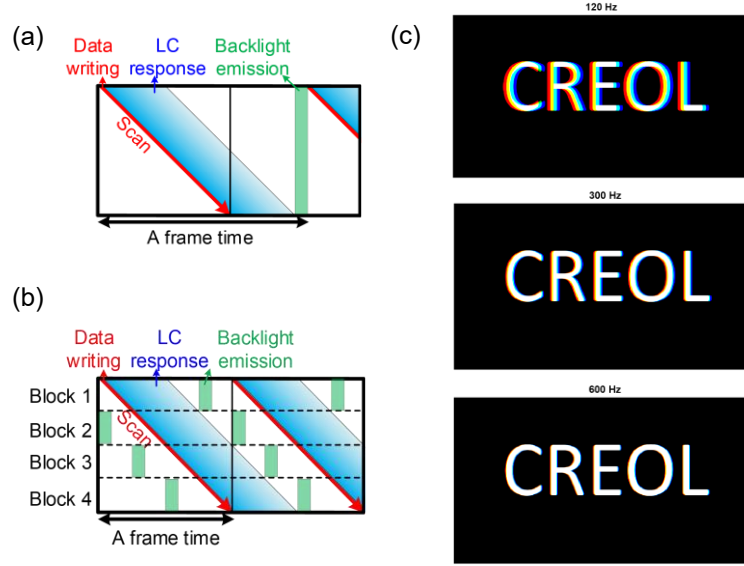 (a)
Data
writing
LC
response
Backlight
emission
Scan
A frame time
(b)
Data
writing
LC
response
Backlight
emission
Block 1
Block 2
Block 3
Block 4
Scan
A frame time
(c)
120 Hz
CREOL
300 Hz
CREOL
600 Hz
CREOL